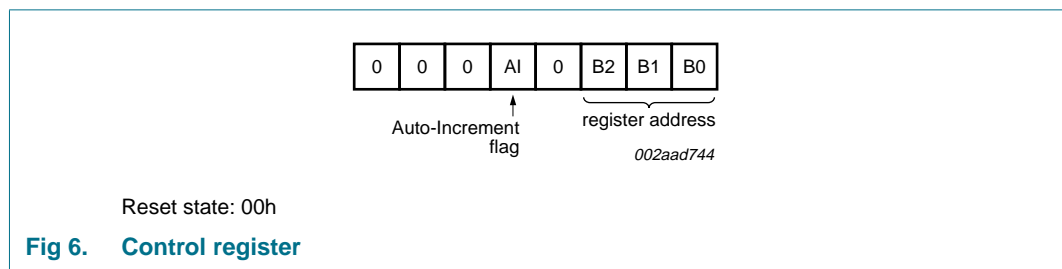 0 0 0 AI 0 B2 B1 B0
Auto-Increment
flag
register address
002aad744
Reset state: 00h
Fig 6. Control register